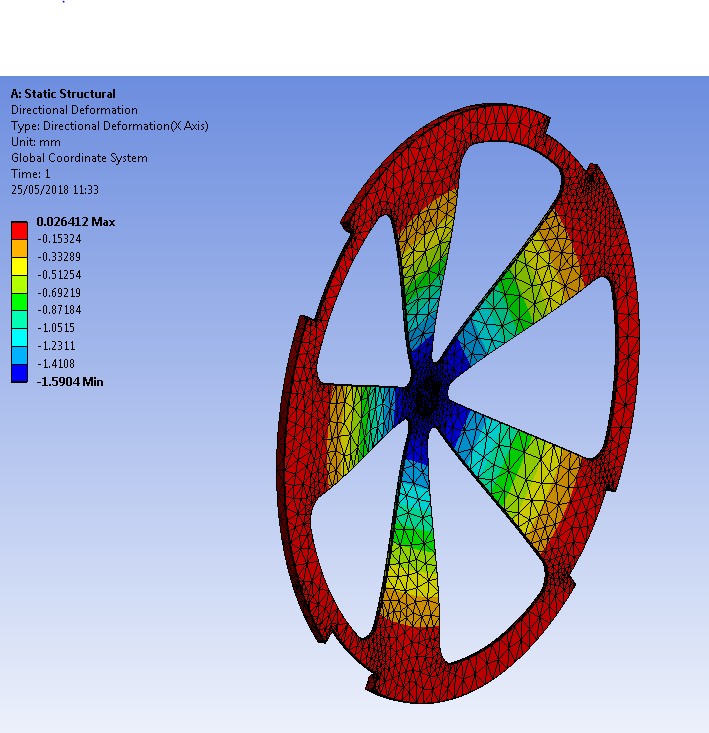 A: Static Structural
Directional Deformation
Type: Directional Deformation(X Axis)
Unit: mm
Global Coordinate System
Time: 1
25/05/2018 11:33
0.026412 Max
-0.15324
-0.33289
-0.51254
-0.69219
-0.87184
-1.0515
-1.2311
-1.4108
-1.5904 Min